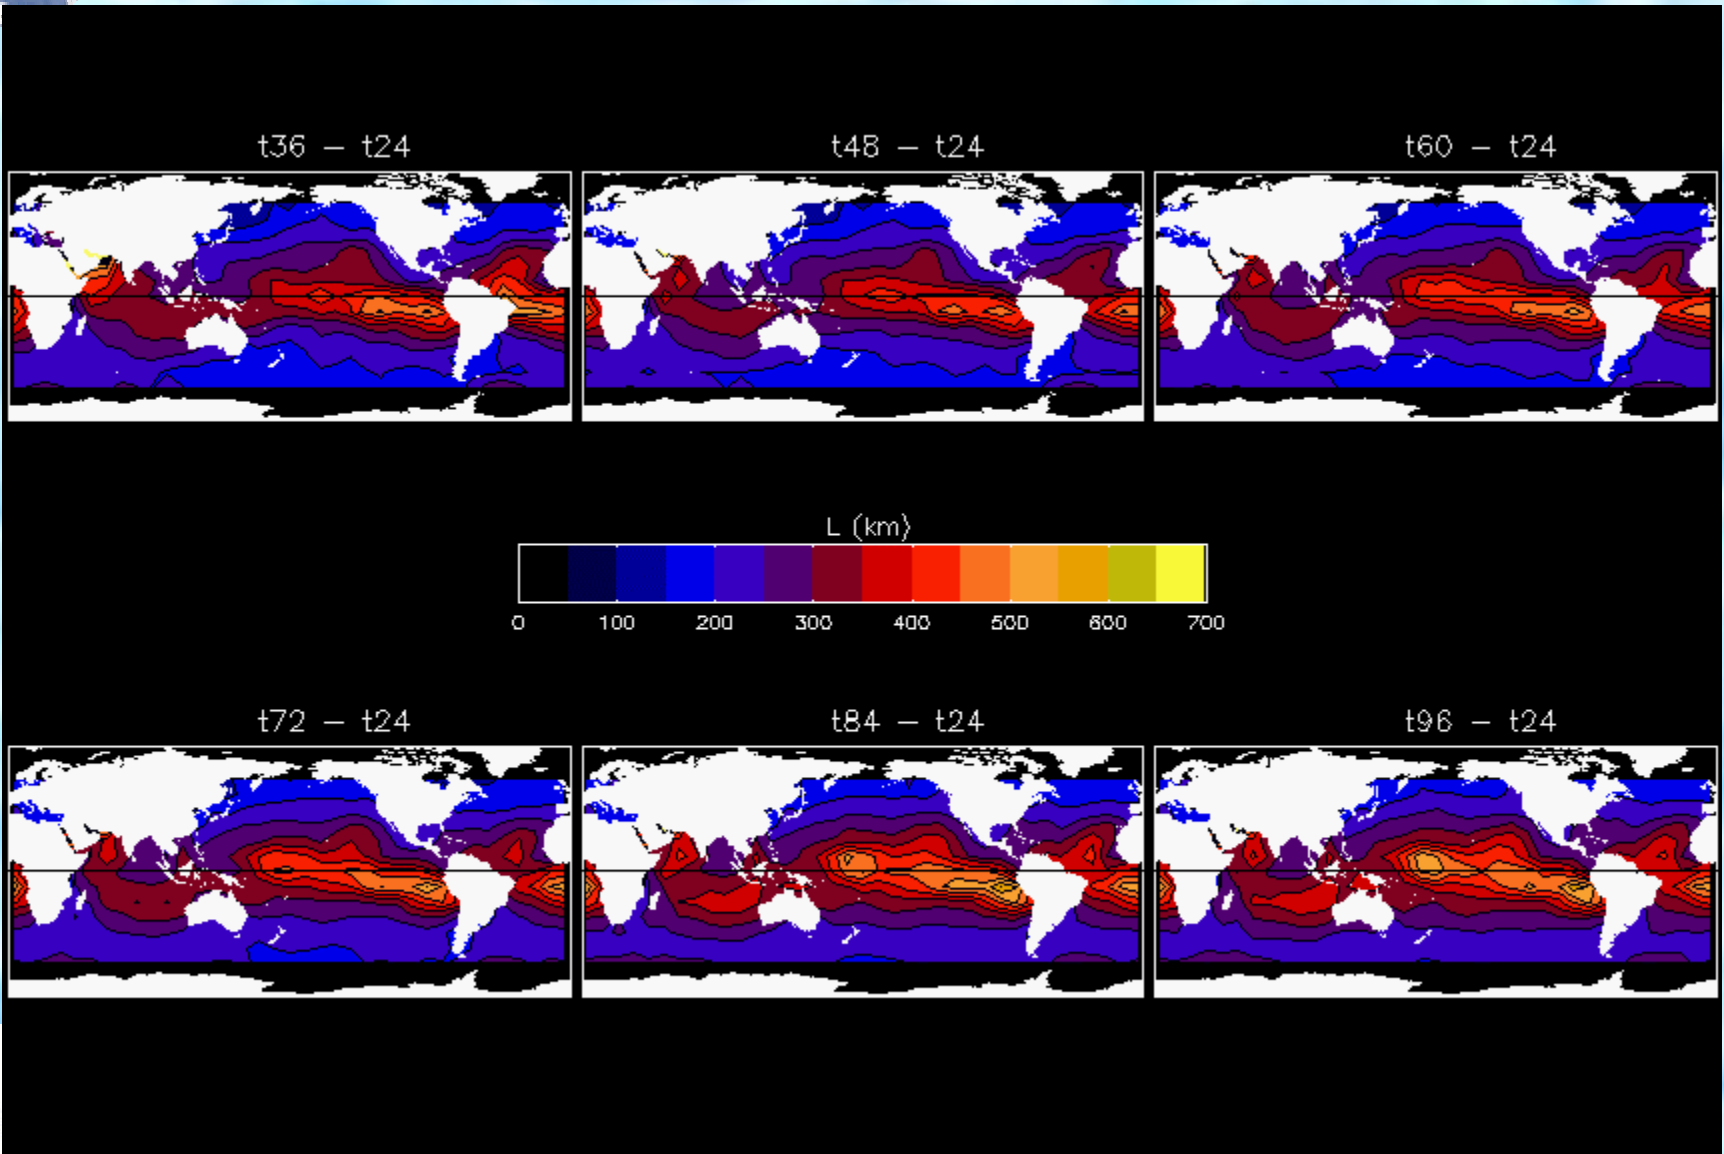 t36 – t24
t48 – t24
t60 – t24
L (km)
0 100 200 300 400 500 600 700
t72 – t24
t84 – t24
t96 – t24